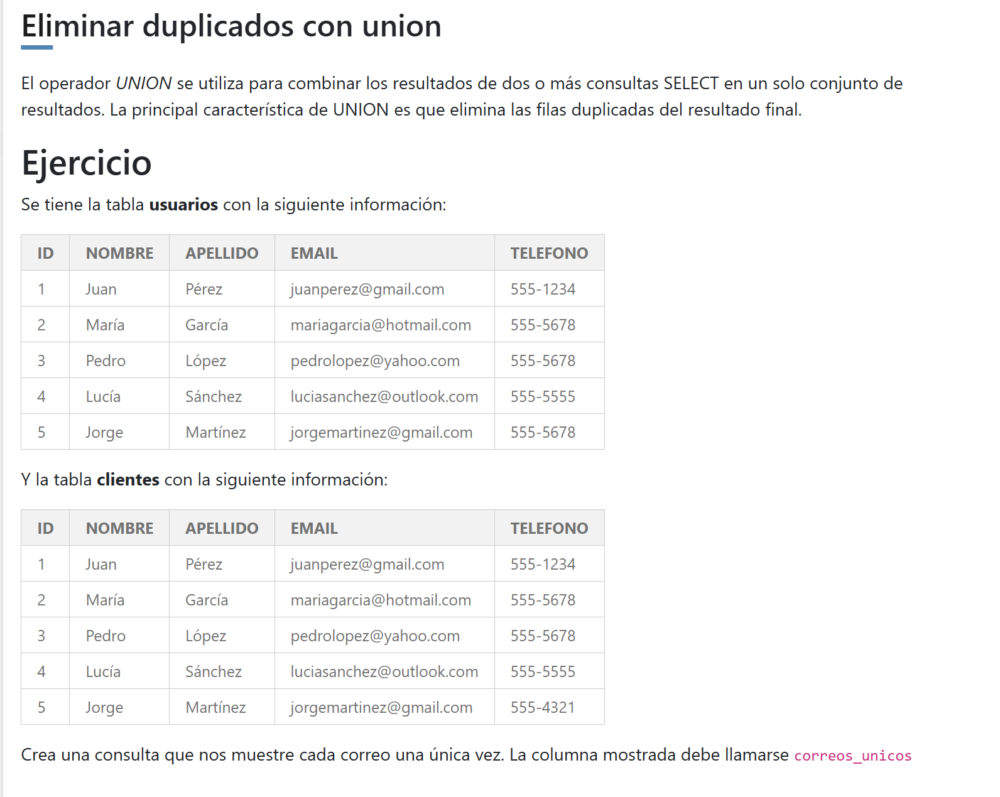 Eliminar duplicados con union
El operador UNION se utiliza para combinar los resultados de dos o más consultas SELECT en un solo conjunto de
resultados. La principal característica de UNION es que elimina las filas duplicadas del resultado final.
Ejercicio
Se tiene la tabla usuarios con la siguiente información:
ID NOMBRE APELLIDO EMAIL TELEFONO
1 Juan Pérez juanperez@gmail.com 555-1234
2 María García mariagarcia@hotmail.com 555-5678
3 Pedro López pedrolopez@yahoo.com 555-5678
4 Lucía Sánchez luciasanchez@outlook.com 555-5555
5 Jorge Martínez jorgemartinez@gmail.com 555-5678
Y la tabla clientes con la siguiente información:
ID NOMBRE APELLIDO EMAIL TELEFONO
1 Juan Pérez juanperez@gmail.com 555-1234
2 María García mariagarcia@hotmail.com 555-5678
3 Pedro López pedrolopez@yahoo.com 555-5678
4 Lucía Sánchez luciasanchez@outlook.com 555-5555
5 Jorge Martínez jorgemartinez@gmail.com 555-4321
Crea una consulta que nos muestre cada correo una única vez. La columna mostrada debe llamarse correos_unicos